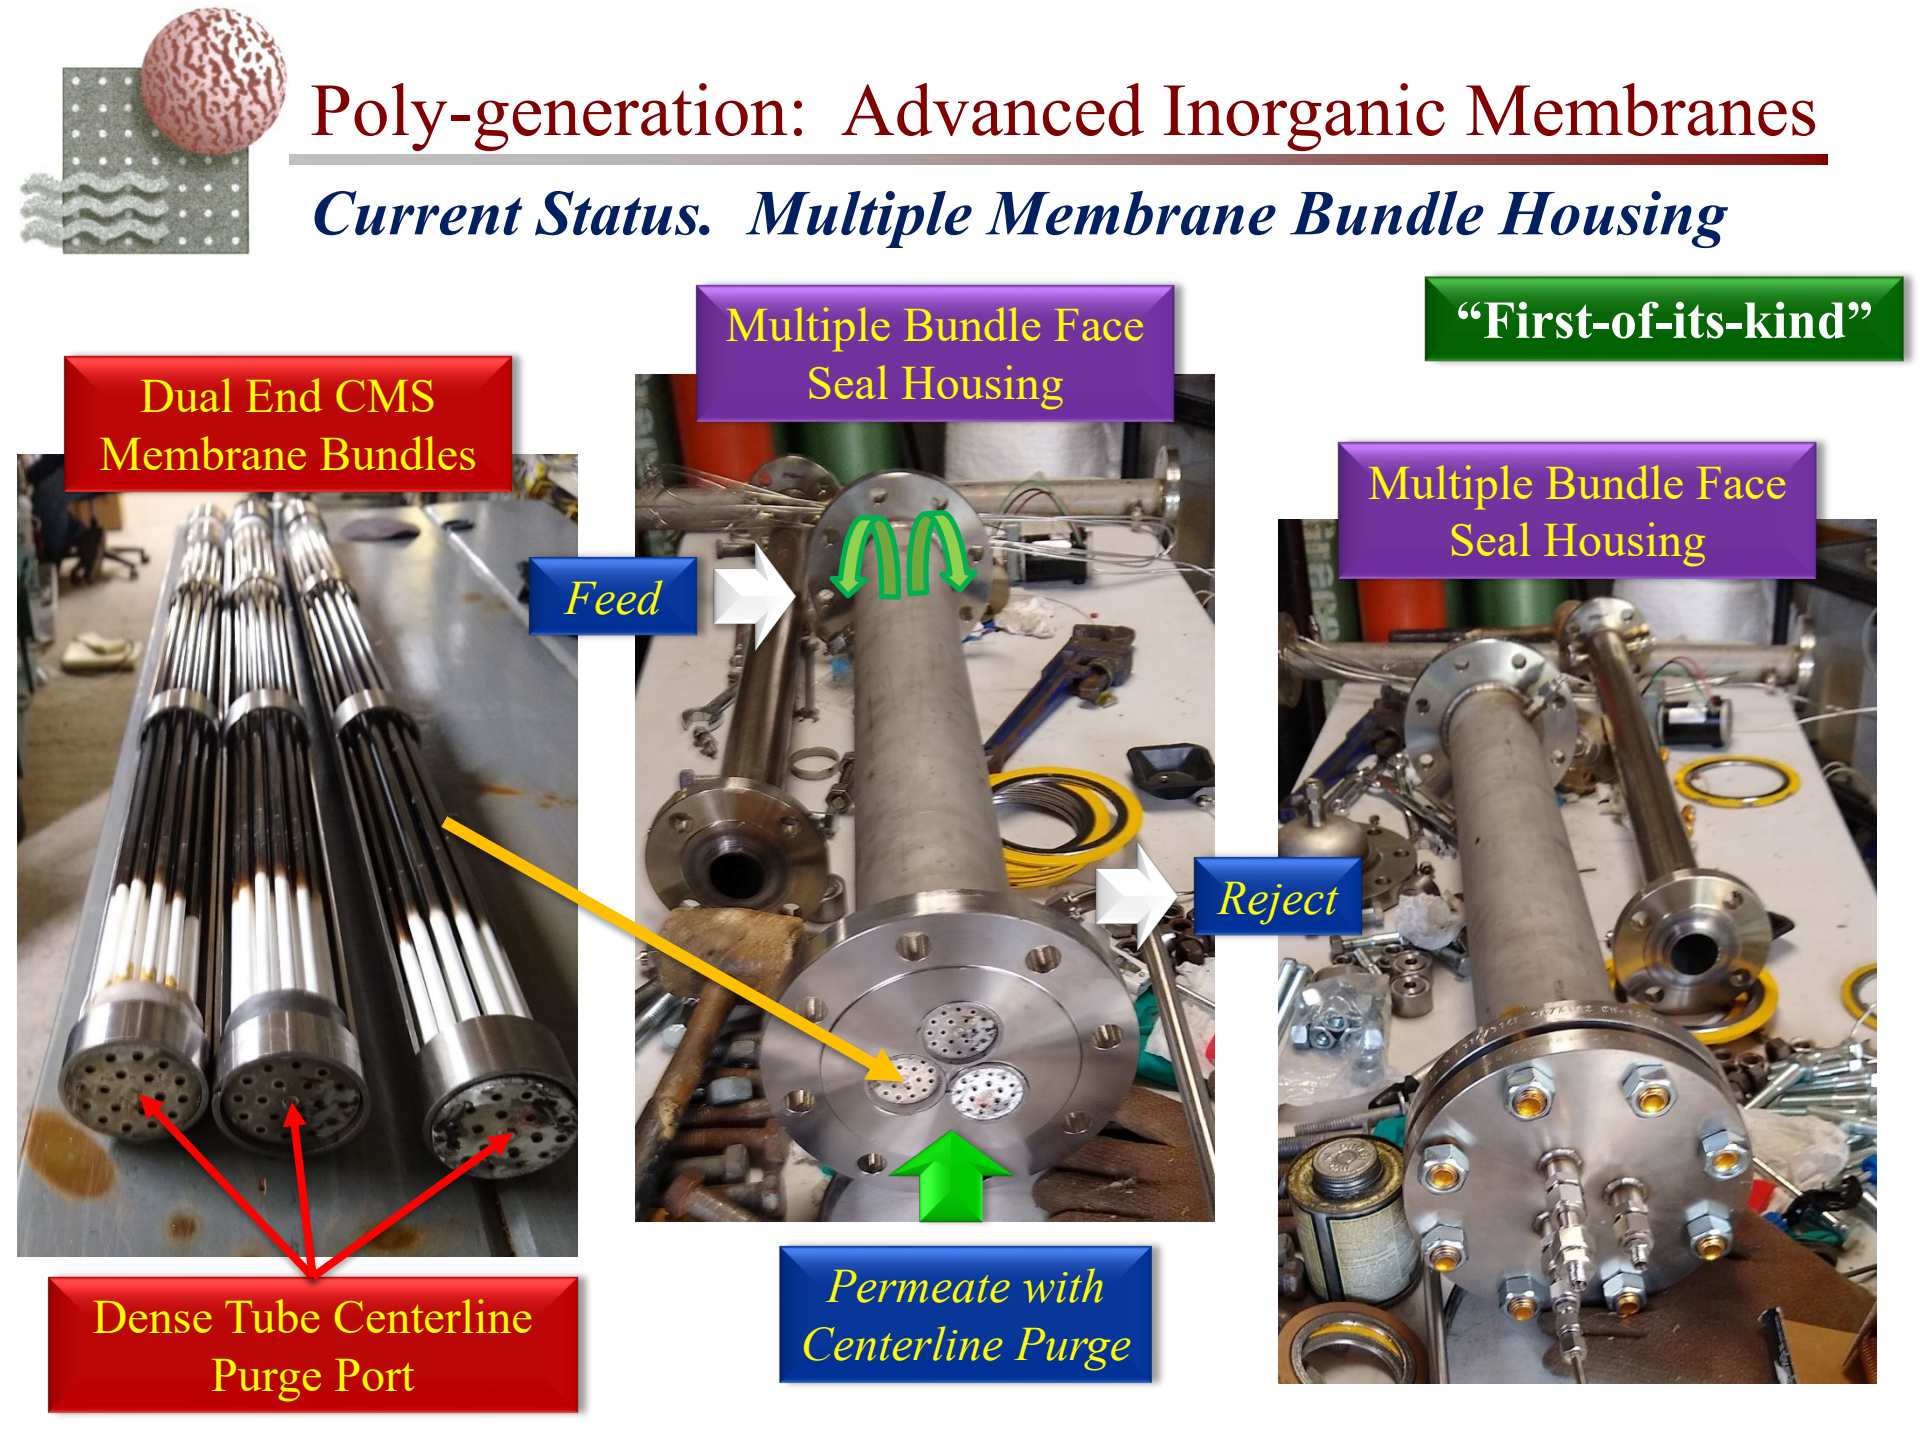 Poly-generation:  Advanced Inorganic Membranes
Current Status.  Multiple Membrane Bundle Housing
“First-of-its-kind”
Multiple Bundle Face
Seal Housing
Dual End CMS
Membrane Bundles
Multiple Bundle Face
Seal Housing
Feed
Reject
Permeate with
Centerline Purge
Dense Tube Centerline
Purge Port